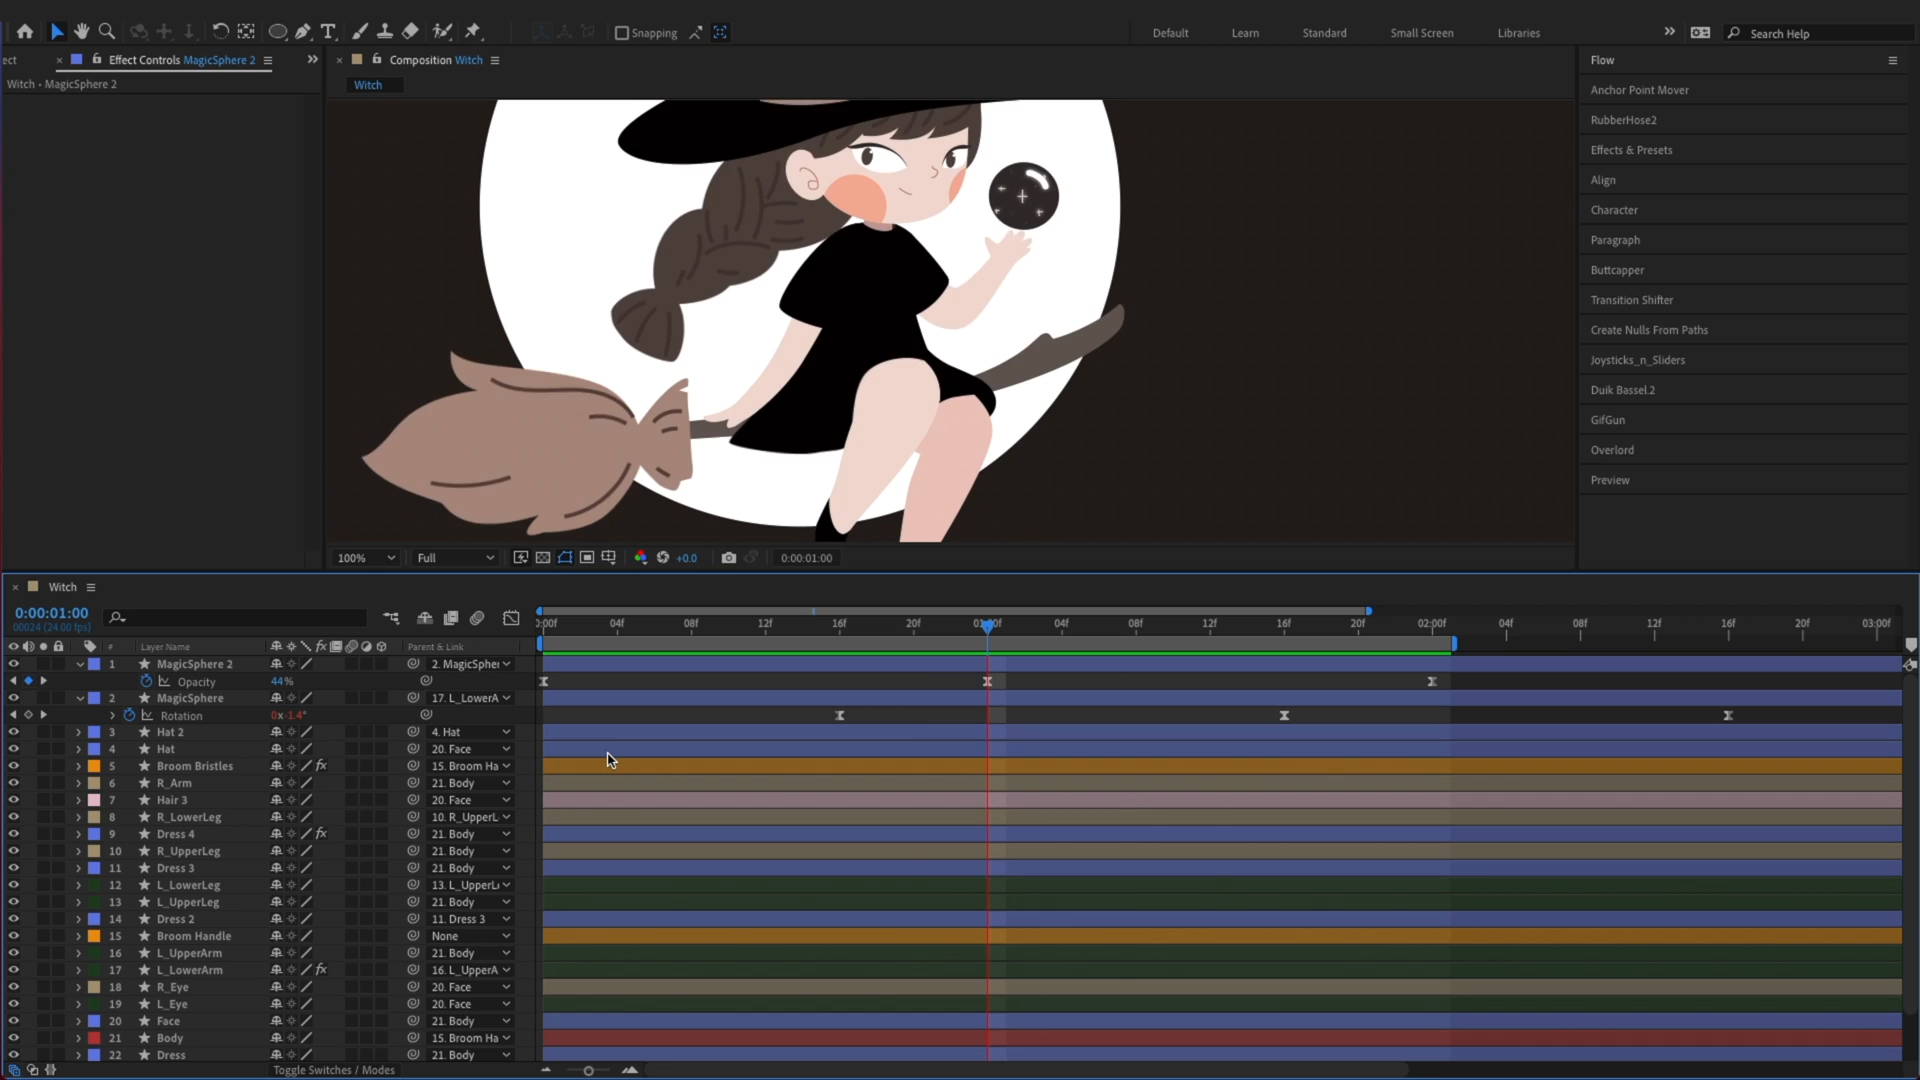 Snapping
Default
Learn
Standard
Small Screen
Libraries
Search Help
ect
Effect Controls MagicSphere 2
Composition Witch
Flow
Witch • MagicSphere 2
Witch
Anchor Point Mover
RubberHose2
Effects & Presets
Align
Character
Paragraph
Buttcapper
Transition Shifter
Create Nulls From Paths
Joysticks_n_Sliders
Duik Bassel.2
GifGun
Overlord
Preview
100%
Full
+0.0
0:00:01:00
Witch
0:00:01:00
00024 (24.00 fps)
0:00f 04f 08f 12f 16f 20f 01:00f 04f 08f 12f 16f 20f 02:00f 04f 08f 12f 16f 20f 03:00f
# Layer Name fx Parent & Link
1 MagicSphere 2 2. MagicSpher
Opacity 44%
2 MagicSphere 17. L_LowerA
Rotation 0x-1.4°
3 Hat 2 4. Hat
4 Hat 20. Face
5 Broom Bristles fx 15. Broom Ha
6 R_Arm 21. Body
7 Hair 3 20. Face
8 R_LowerLeg 10. R_UpperL
9 Dress 4 fx 21. Body
10 R_UpperLeg 21. Body
11 Dress 3 21. Body
12 L_LowerLeg 13. L_UpperL
13 L_UpperLeg 21. Body
14 Dress 2 11. Dress 3
15 Broom Handle None
16 L_UpperArm 21. Body
17 L_LowerArm fx 16. L_UpperA
18 R_Eye 20. Face
19 L_Eye 20. Face
20 Face 21. Body
21 Body 15. Broom Ha
22 Dress 21. Body
Toggle Switches / Modes